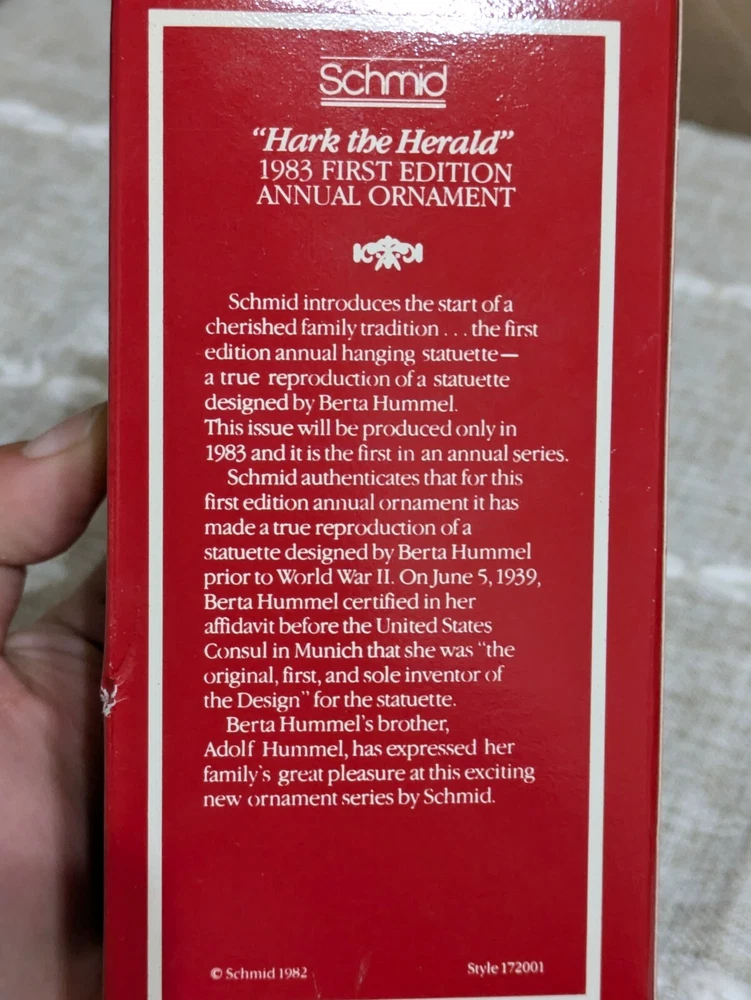 Schmid
“Hark the Herald”
1983 FIRST EDITION
ANNUAL ORNAMENT
Schmid introduces the start of a
cherished family tradition . . . the first
edition annual hanging statuette—
a true reproduction of a statuette
designed by Berta Hummel.
This issue will be produced only in
1983 and it is the first in an annual series.
Schmid authenticates that for this
first edition annual ornament it has
made a true reproduction of a
statuette designed by Berta Hummel
prior to World War II. On June 5, 1939,
Berta Hummel certified in her
affidavit before the United States
Consul in Munich that she was “the
original, first, and sole inventor of
the Design” for the statuette.
Berta Hummel’s brother,
Adolf Hummel, has expressed her
family’s great pleasure at this exciting
new ornament series by Schmid.
© Schmid 1982
Style 172001